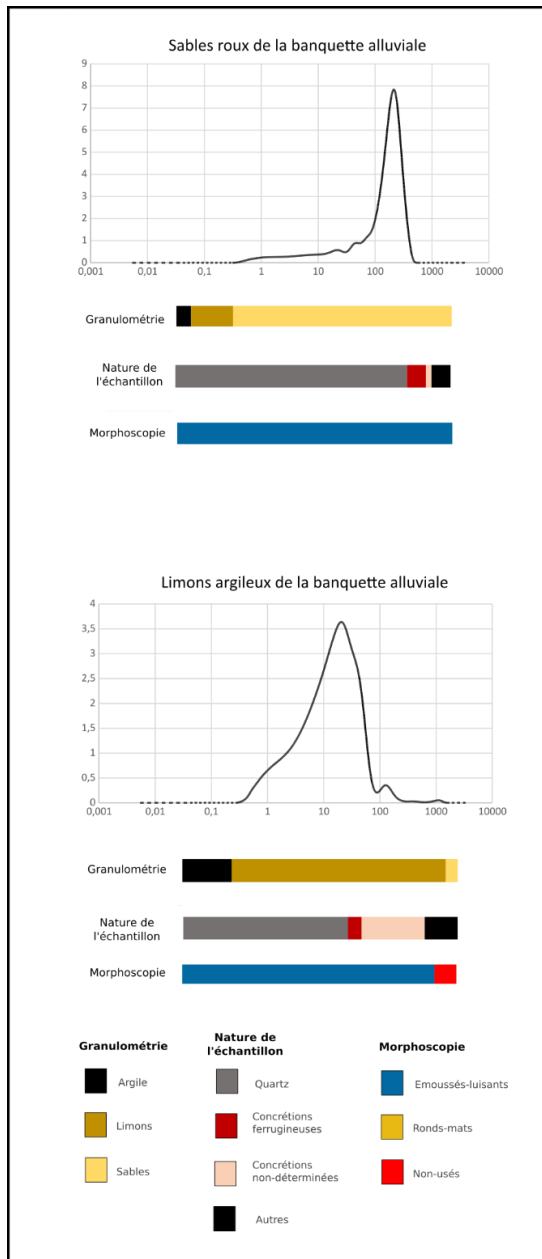 Sables roux de la banquette alluviale
9
8
7
6
5
4
3
2
1
0
0,001 0,01 0,1 1 10 100 1000 10000
Granulométrie
Nature de
l'échantillon
Morphoscopie
Limons argileux de la banquette alluviale
4
3,5
3
2,5
2
1,5
1
0,5
0
0,001 0,01 0,1 1 10 100 1000 10000
Granulométrie
Nature de
l'échantillon
Morphoscopie
Granulométrie
Argile
Limons
Sables
Nature de
l'échantillon
Quartz
Concrétions
ferrugineuses
Concrétions
non-déterminées
Autres
Morphoscopie
Emoussés-luisants
Ronds-mats
Non-usés